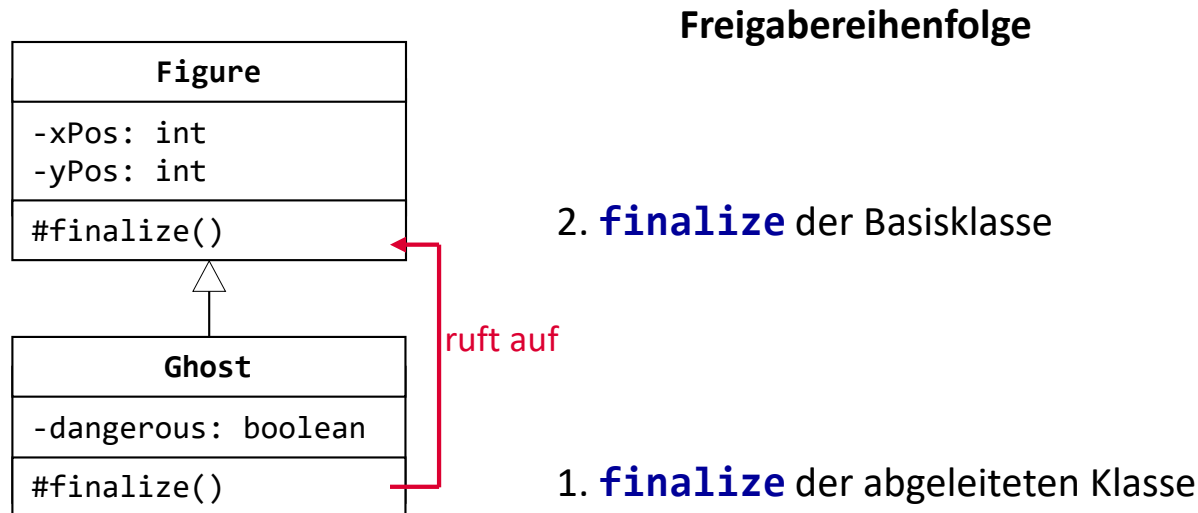 Freigabereihenfolge
Figure
-xPos: int
-yPos: int
#finalize()
2. finalize der Basisklasse
ruft auf
Ghost
-dangerous: boolean
#finalize()
1. finalize der abgeleiteten Klasse